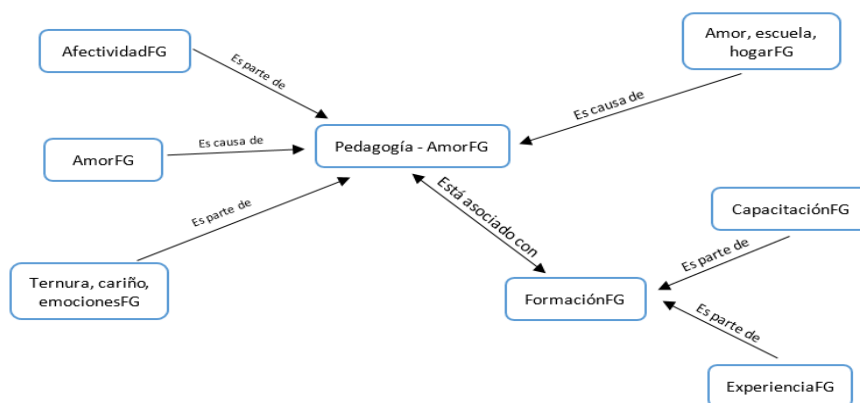 AfectividadFG
Amor, escuela,
hogarFG
Es parte de
Es causa de
AmorFG
Es causa de
Pedagogía - AmorFG
Es parte de
Está asociado con
CapacitaciónFG
Ternura, cariño,
emocionesFG
Es parte de
FormaciónFG
Es parte de
ExperienciaFG